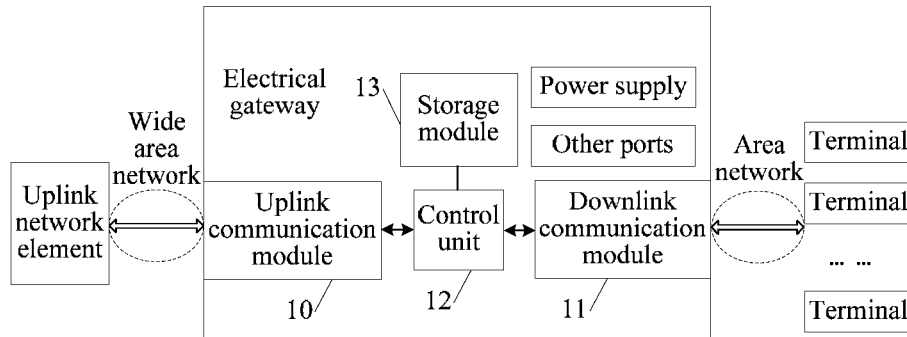 Electrical
gateway
13
Storage
module
Power supply
Other ports
Wide
area
network
Area
network
Terminal
Terminal
... ...
Terminal
Uplink
network
element
Uplink
communication
module
Control
unit
Downlink
communication
module
10
12
11